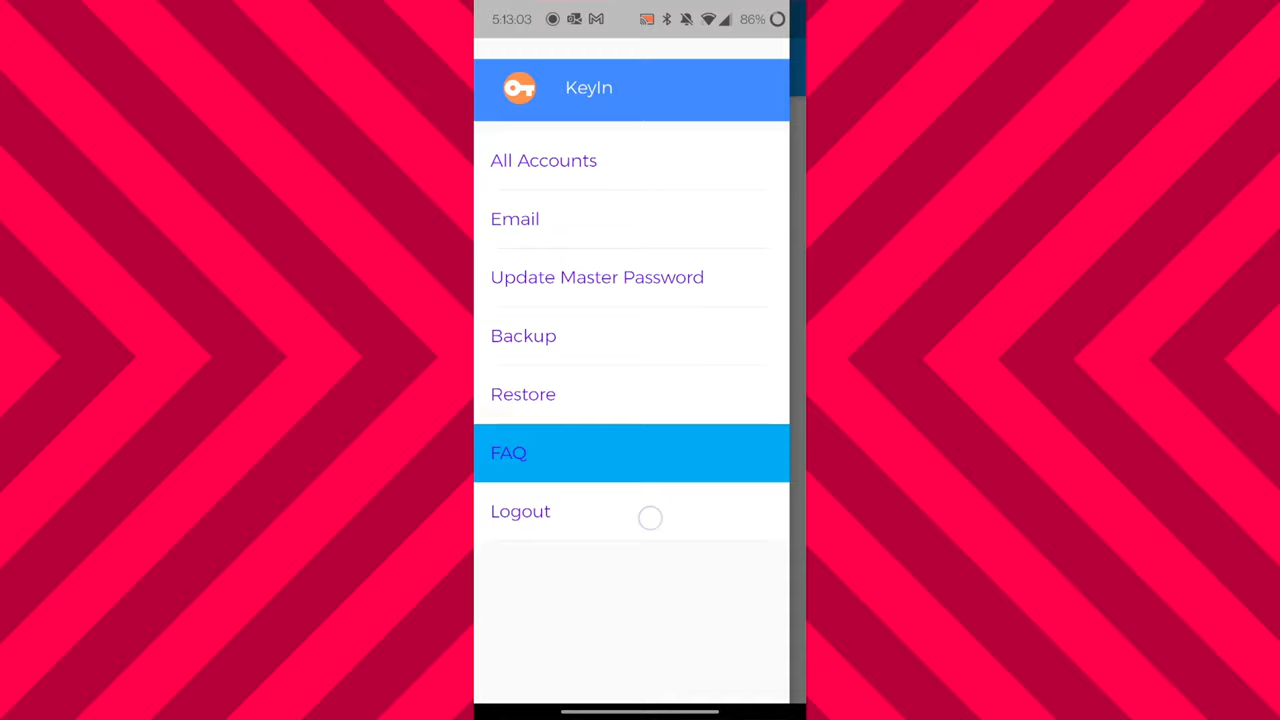 5:13:03 86%
KeyIn
All Accounts
Email
Update Master Password
Backup
Restore
FAQ
Logout